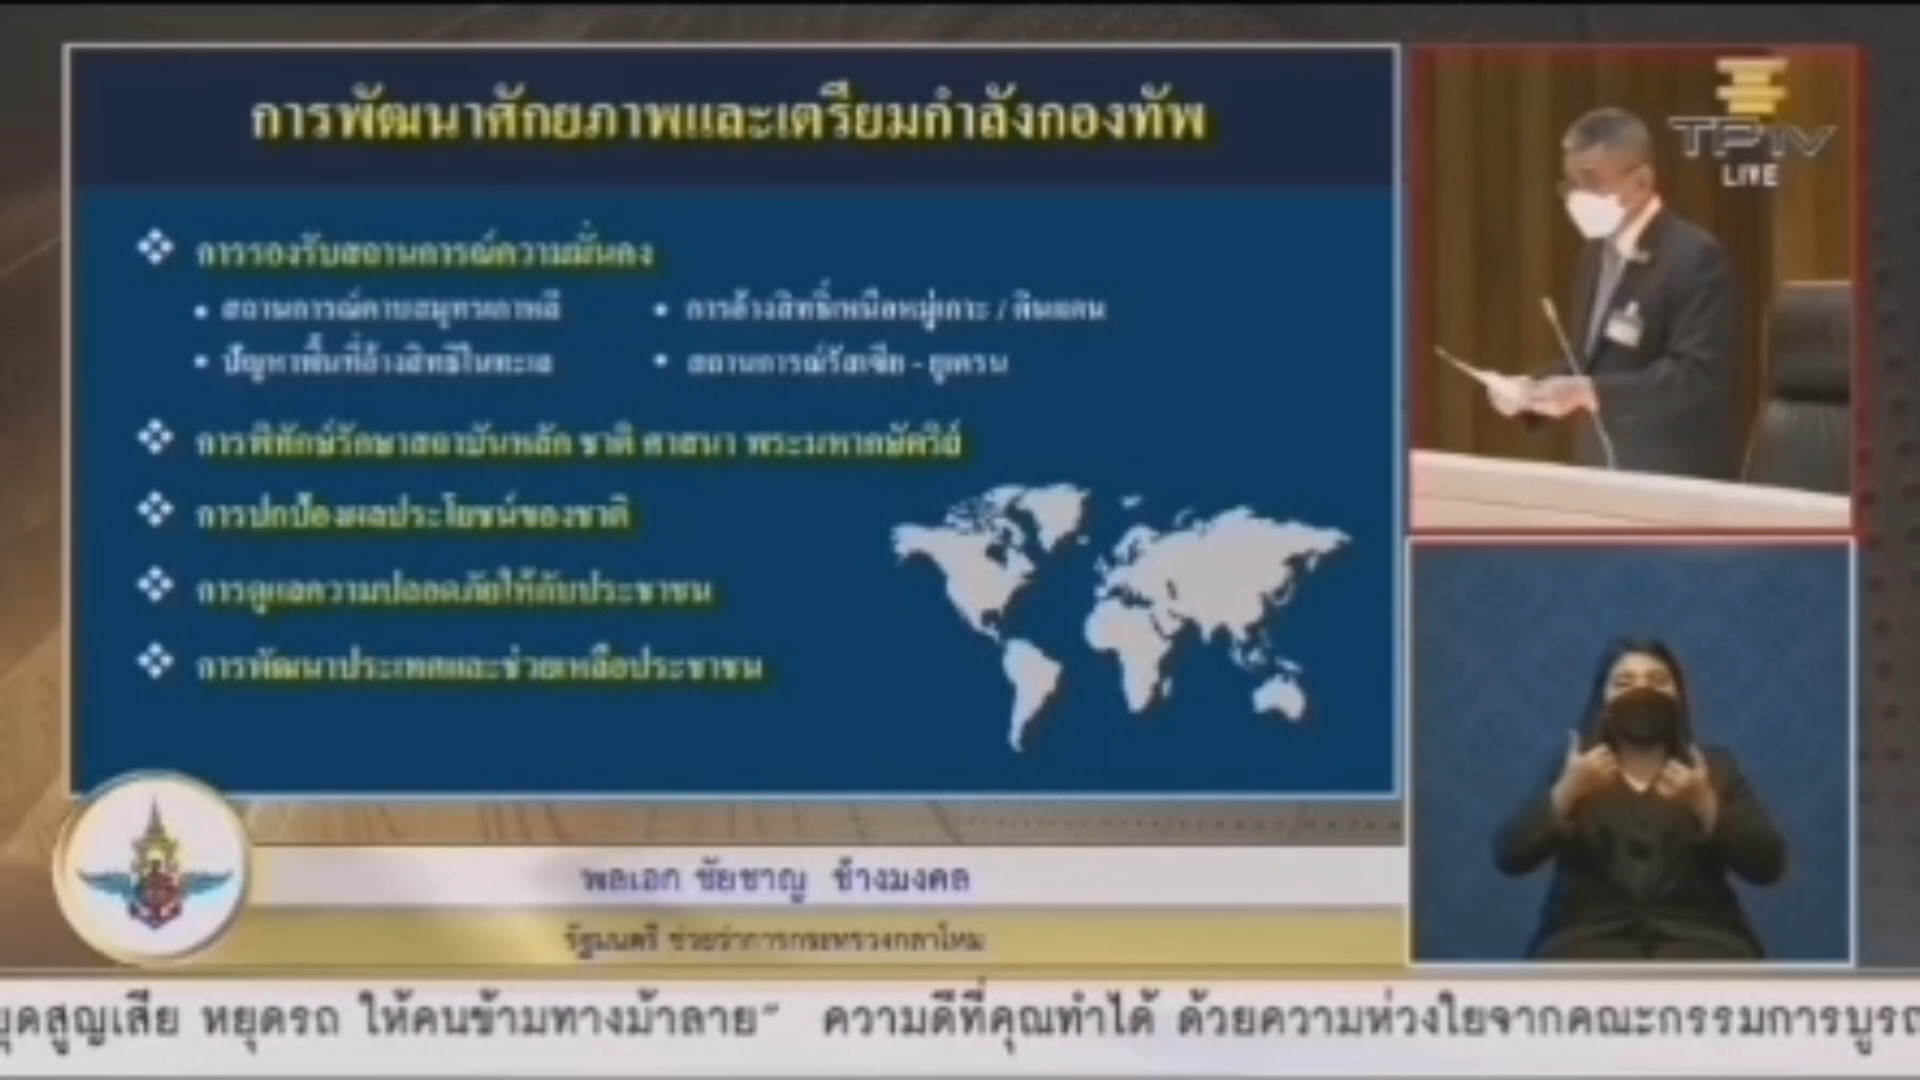 การพัฒนาศักยภาพและเตรียมกำลังกองทัพ
TPTV
LIVE
การรองรับสถานการณ์ความมั่นคง
• สถานการณ์คาบสมุทรเกาหลี
• การอ้างสิทธิ์เหนือหมู่เกาะ / ดินแดน
• ปัญหาพื้นที่อ้างสิทธิในทะเล
• สถานการณ์รัสเซีย - ยูเครน
การพิทักษ์รักษาสถาบันหลัก ชาติ ศาสนา พระมหากษัตริย์
การปกป้องผลประโยชน์ของชาติ
การดูแลความปลอดภัยให้กับประชาชน
การพัฒนาประเทศและช่วยเหลือประชาชน
พลเอก ชัยชาญ ช้างมงคล
รัฐมนตรี ช่วยว่าการกระทรวงกลาโหม
ยุดสูญเสีย หยุดรถ ให้คนข้ามทางม้าลาย" ความดีที่คุณทำได้ ด้วยความห่วงใยจากคณะกรรมการบูรณ